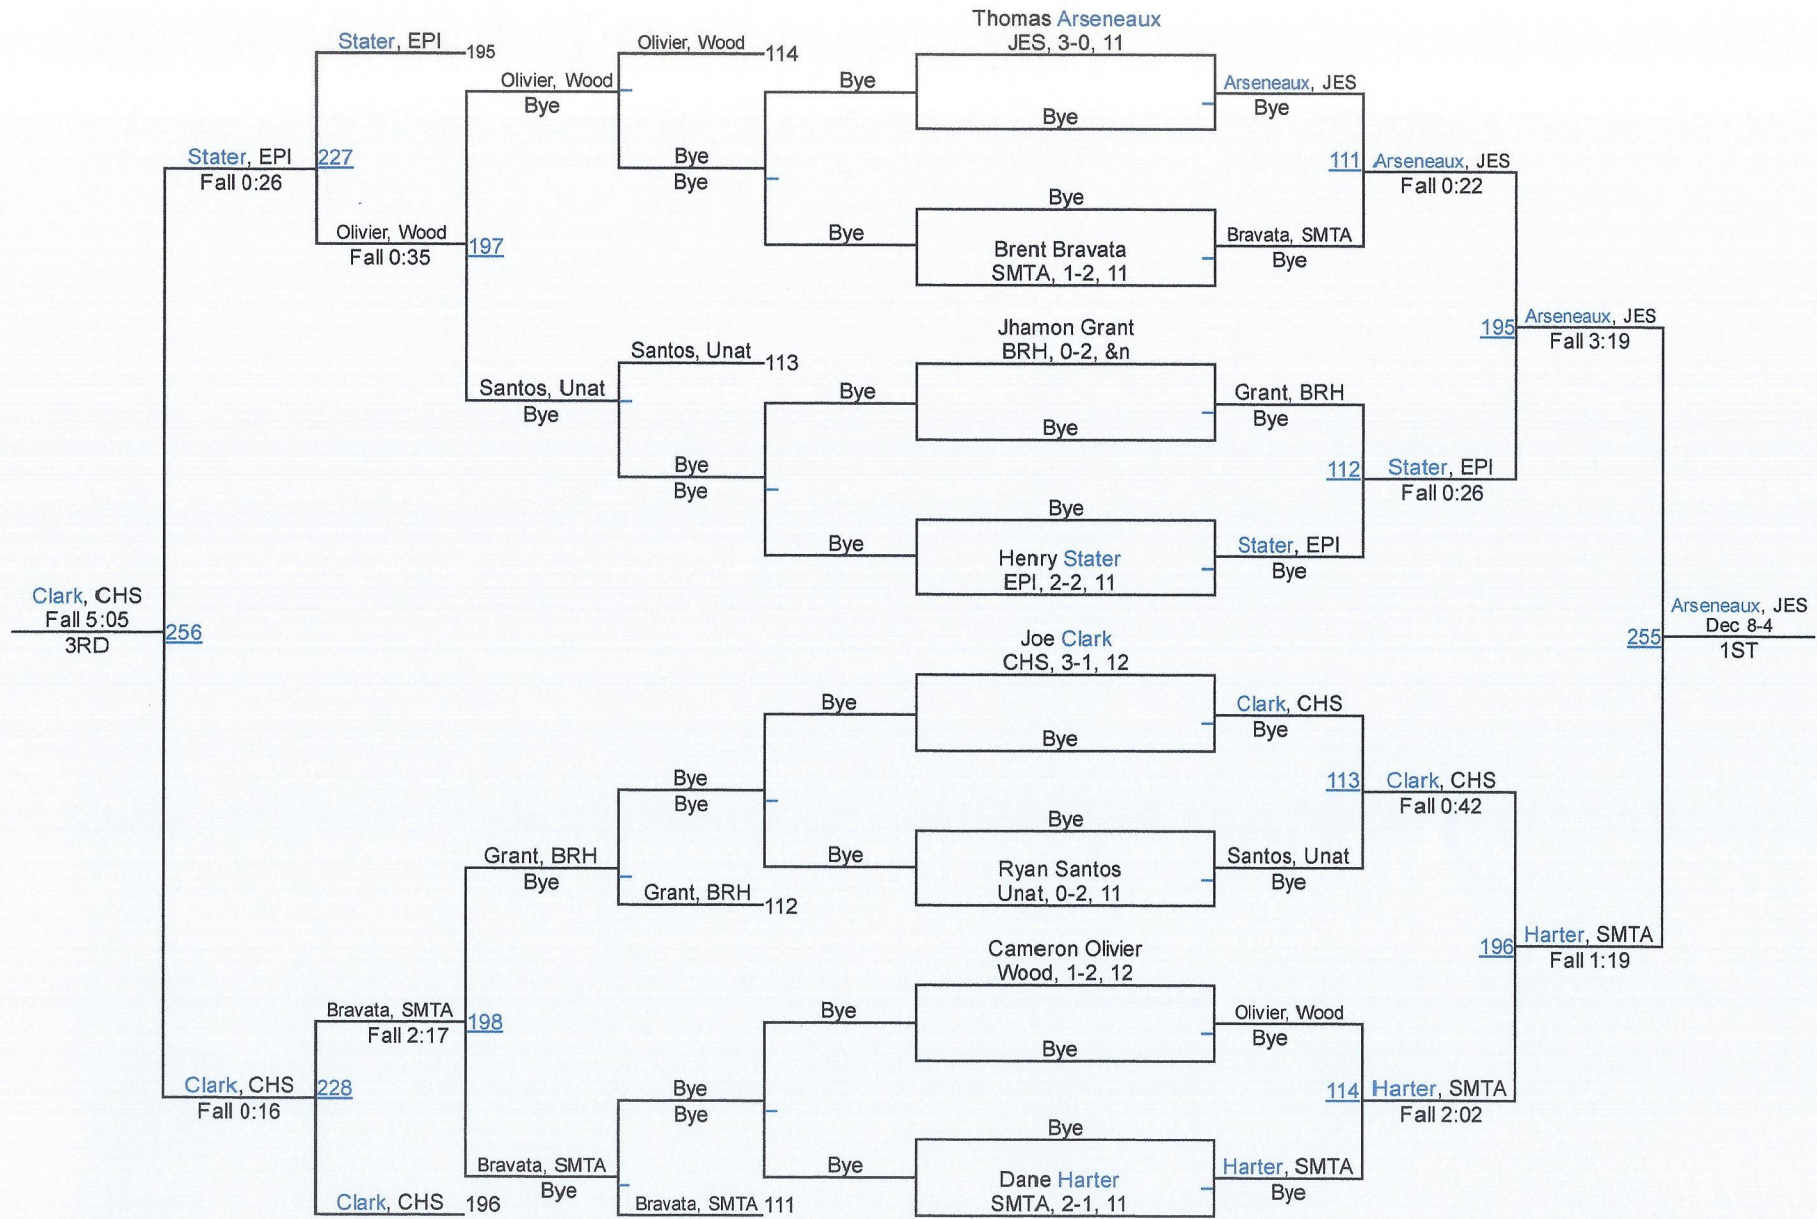 Thomas Arseneaux
JES, 3-0, 11
Stater, EPI 195
Olivier, Wood 114
Olivier, Wood
Bye
Bye
Bye
Arseneaux, JES
Bye
Stater, EPI 227
Fall 0:26
Bye
Bye
111 Arseneaux, JES
Fall 0:22
Bye
Olivier, Wood 197
Fall 0:35
Bye
Brent Bravata
SMTA, 1-2, 11
Bravata, SMTA
Bye
Jhamon Grant
BRH, 0-2, &n
195 Arseneaux, JES
Fall 3:19
Santos, Unat 113
Santos, Unat
Bye
Bye
Bye
Grant, BRH
Bye
Bye
Bye
112 Stater, EPI
Fall 0:26
Bye
Bye
Henry Stater
EPI, 2-2, 11
Stater, EPI
Bye
Clark, CHS
Fall 5:05
3RD
256
Joe Clark
CHS, 3-1, 12
255
Arseneaux, JES
Dec 8-4
1ST
Bye
Bye
Clark, CHS
Bye
Bye
Bye
113 Clark, CHS
Fall 0:42
Bye
Grant, BRH
Bye
Bye
Ryan Santos
Unat, 0-2, 11
Santos, Unat
Bye
Grant, BRH 112
Cameron Olivier
Wood, 1-2, 12
196 Harter, SMTA
Fall 1:19
Bravata, SMTA 198
Fall 2:17
Bye
Bye
Olivier, Wood
Bye
Clark, CHS 228
Fall 0:16
Bye
Bye
114 Harter, SMTA
Fall 2:02
Bye
Bravata, SMTA
Bye
Bye
Dane Harter
SMTA, 2-1, 11
Harter, SMTA
Bye
Clark, CHS 196
Bravata, SMTA 111